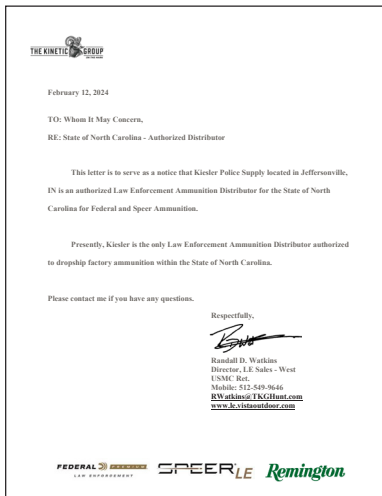 THE KINETIC GROUP
February 12, 2024
TO: Whom It May Concern,
RE: State of North Carolina - Authorized Distributor
This letter is to serve as a notice that Kiesler Police Supply located in Jeffersonville,
IN is an authorized Law Enforcement Ammunition Distributor for the State of North
Carolina for Federal and Speer Ammunition.
Presently, Kiesler is the only Law Enforcement Ammunition Distributor authorized
to dropship factory ammunition within the State of North Carolina.
Please contact me if you have any questions.
Respectfully,
Randall D. Watkins
Director, LE Sales - West
USMC Ret.
Mobile: 512-549-9646
RWatkins@TKGHunt.com
www.le.vistaoutdoor.com
FEDERAL PREMIUM SPEER LE Remington
LAW ENFORCEMENT